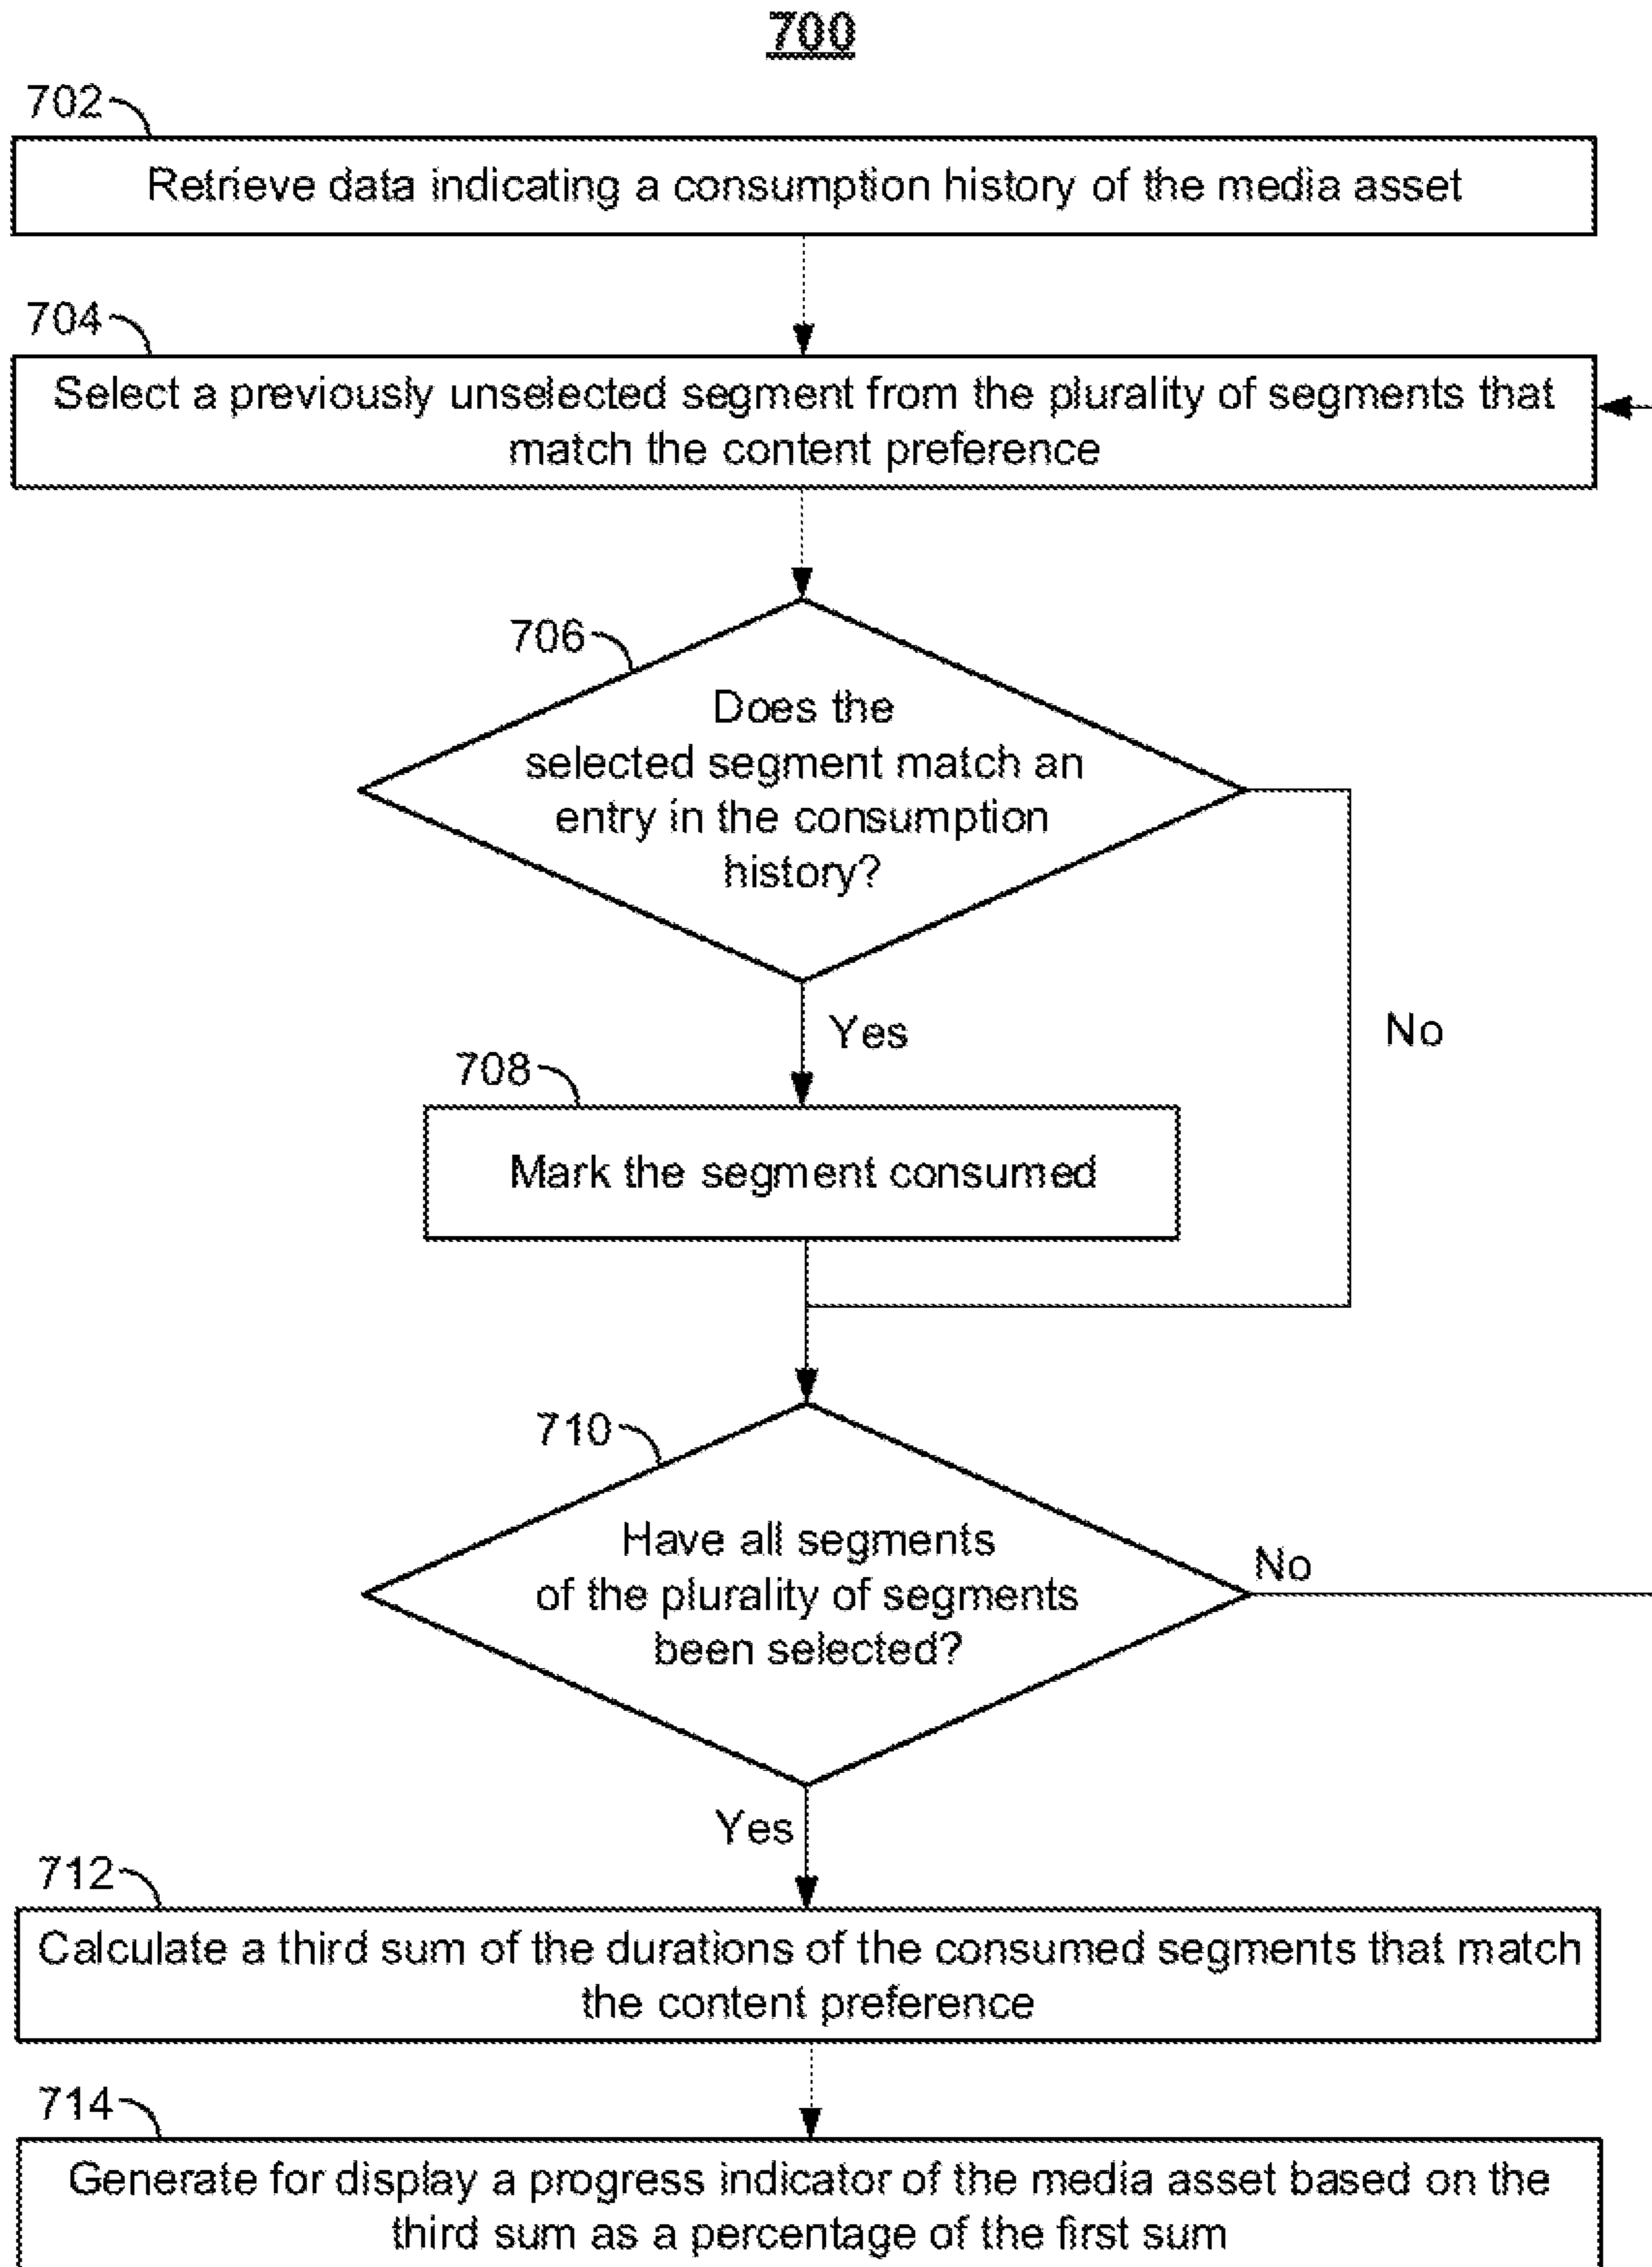 700
702
Retrieve data indicating a consumption history of the media asset
704
Select a previously unselected segment from the plurality of segments that
match the content preference
706
Does the
selected segment match an
entry in the consumption
history?
Yes
No
708
Mark the segment consumed
710
Have all segments
of the plurality of segments
been selected?
No
Yes
712
Calculate a third sum of the durations of the consumed segments that match
the content preference
714
Generate for display a progress indicator of the media asset based on the
third sum as a percentage of the first sum